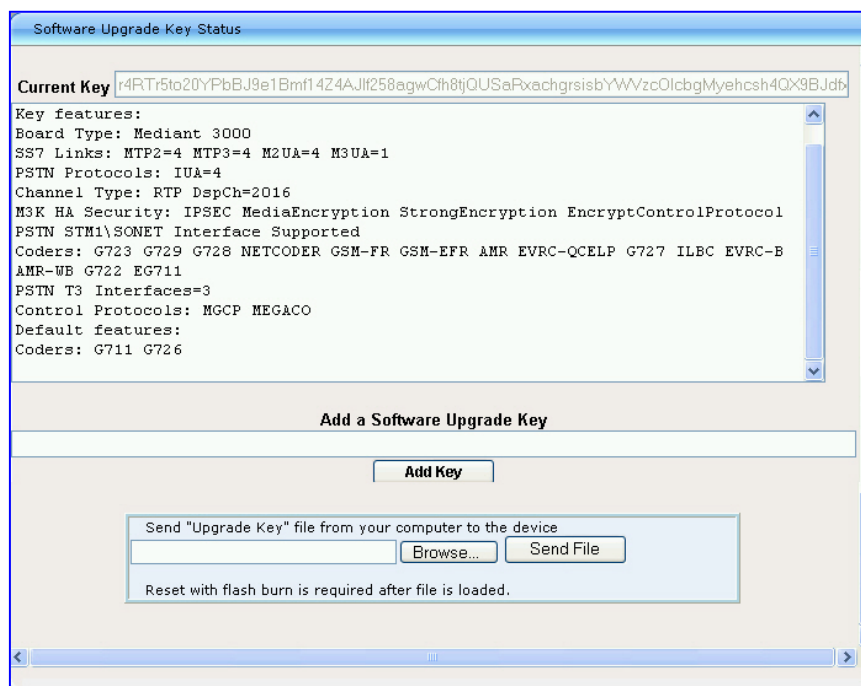 Software Upgrade Key Status
Current Key r4RTr5to20YPbBJ9e1Bmf14Z4AJlf258agwCfh8tjQUSaRxachgrsisbYWVzcOlcbgMyehcsh4QX9BJdf
Key features:
Board Type: Mediant 3000
SS7 Links: MTP2=4 MTP3=4 M2UA=4 M3UA=1
PSTN Protocols: IUA=4
Channel Type: RTP DspCh=2016
M3K HA Security: IPSEC MediaEncryption StrongEncryption EncryptControlProtocol
PSTN STM1\SONET Interface Supported
Coders: G723 G729 G728 NETCODER GSM-FR GSM-EFR AMR EVRC-QCELP G727 ILBC EVRC-B
AMR-WB G722 EG711
PSTN T3 Interfaces=3
Control Protocols: MGCP MEGACO
Default features:
Coders: G711 G726
Add a Software Upgrade Key
Add Key
Send "Upgrade Key" file from your computer to the device
Browse... Send File
Reset with flash burn is required after file is loaded.